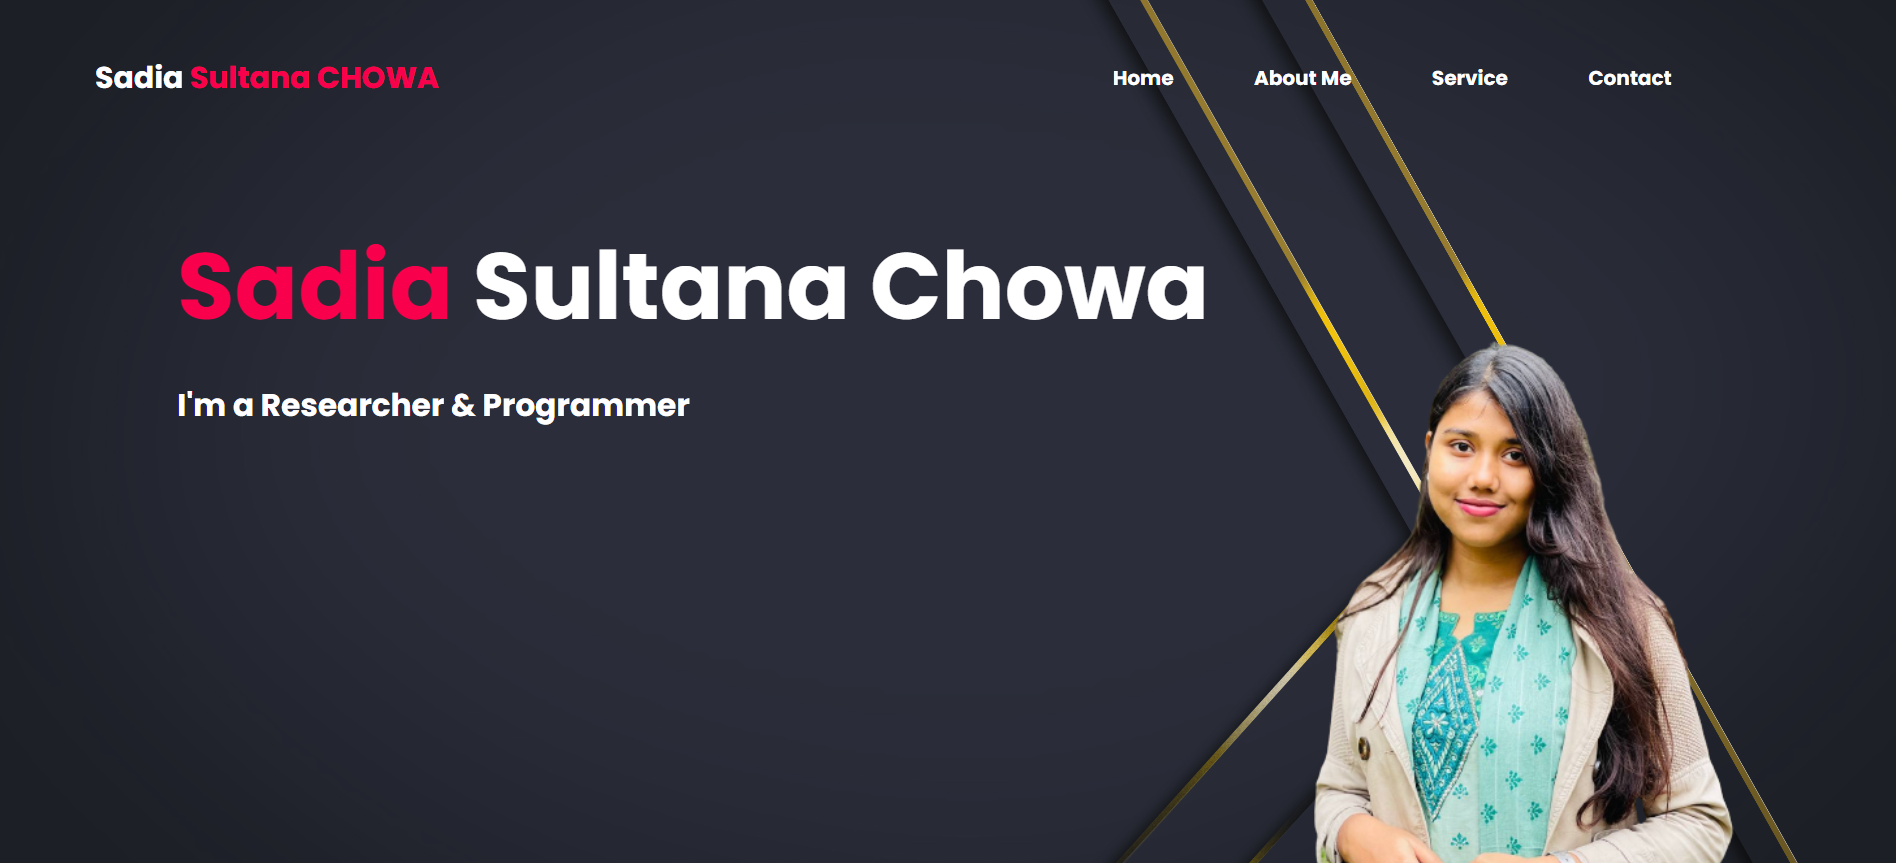 Sadia Sultana CHOWA
Home About Me Service Contact
Sadia Sultana Chowa
I'm a Researcher & Programmer